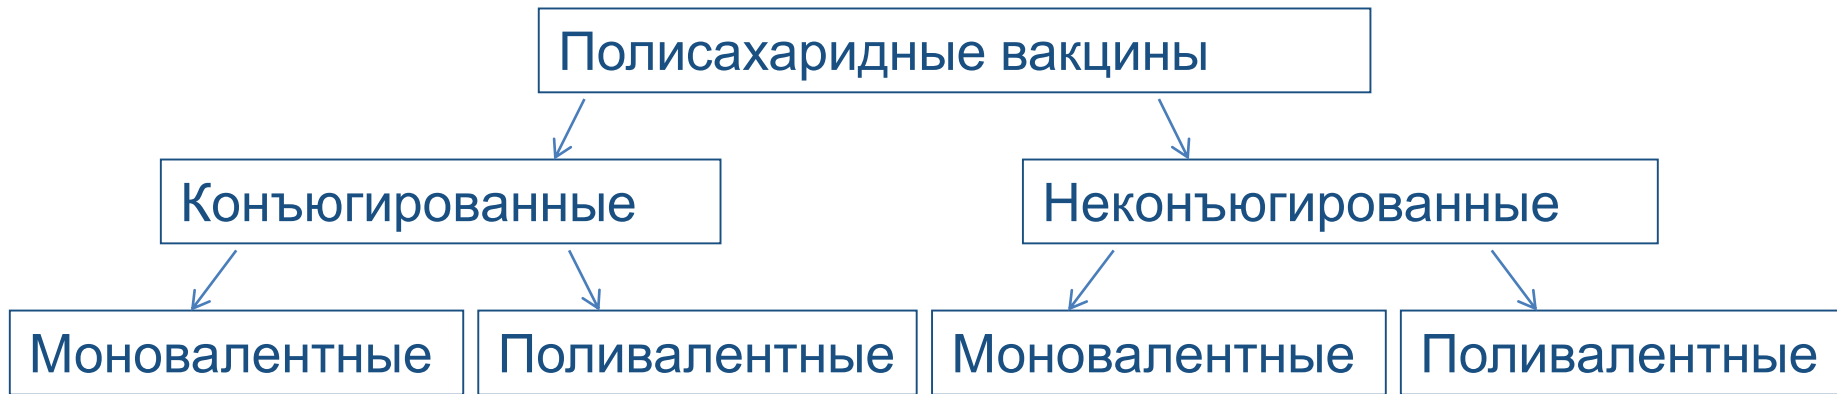 Полисахаридные вакцины
Конъюгированные
Неконъюгированные
Моновалентные
Поливалентные
Моновалентные
Поливалентные